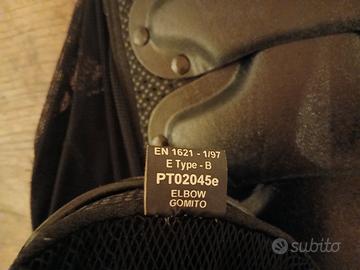 EN 1621 - 1/97
E Type - B
PT02045e
ELBOW
GOMITO
subito